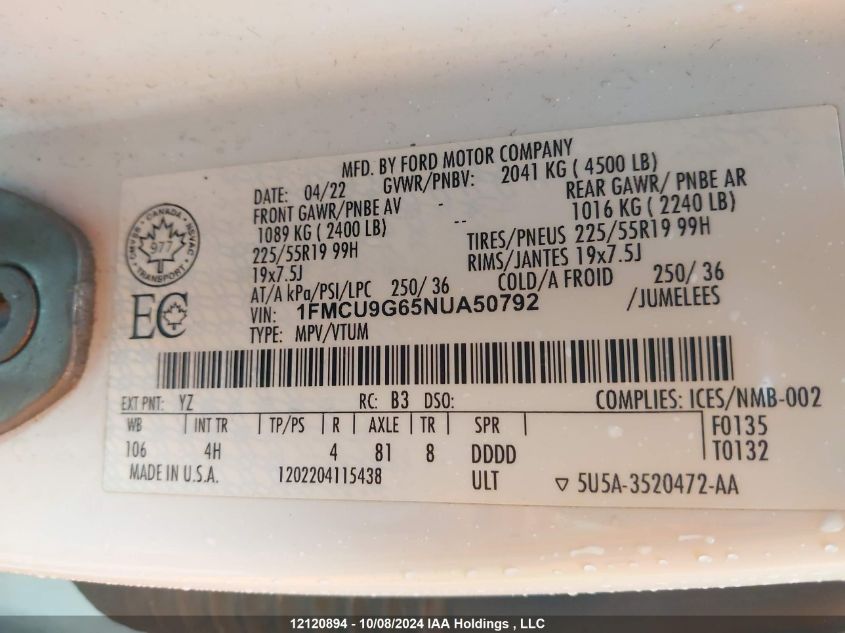 MFD. BY FORD MOTOR COMPANY
DATE: 04/22 GVWR/PNBV: 2041 KG ( 4500 LB)
FRONT GAWR/PNBE AV - REAR GAWR/ PNBE AR
1089 KG ( 2400 LB) -- 1016 KG ( 2240 LB)
225/55R19 99H TIRES/PNEUS 225/55R19 99H
19x7.5J RIMS/JANTES 19x7.5J
AT/A kPa/PSI/LPC 250/ 36 COLD/A FROID 250/ 36
VIN: 1FMCU9G65NUA50792 /JUMELEES
TYPE: MPV/VTUM
CANADA
CMVSS NSVAC
977
TRANSPORT
EC
EXT PNT: YZ RC: B3 DSO: COMPLIES: ICES/NMB-002
WB INT TR TP/PS R AXLE TR SPR F0135
106 4H 4 81 8 DDDD T0132
MADE IN U.S.A. 1202204115438 ULT ▽ 5U5A-3520472-AA
12120894 - 10/08/2024 IAA Holdings , LLC